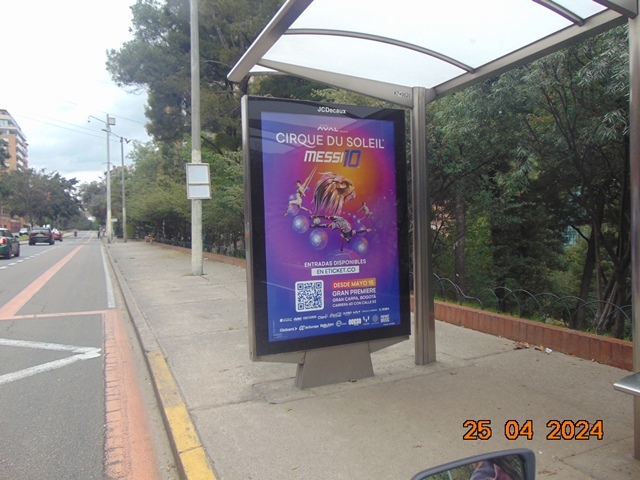 JCDecaux
CIRQUE DU SOLEIL
MESSI10
ENTRADAS DISPONIBLES
EN ETICKET.CO
DESDE MAYO 16
GRAN PREMIERE
GRAN CARPA, BOGOTÁ
25 04 2024